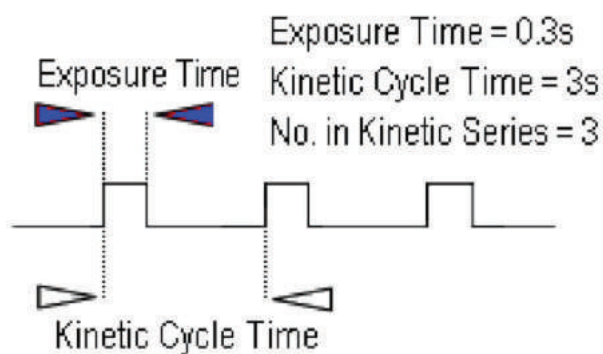 Exposure Time = 0.3s
Exposure Time
Kinetic Cycle Time = 3s
No. in Kinetic Series = 3
Kinetic Cycle Time